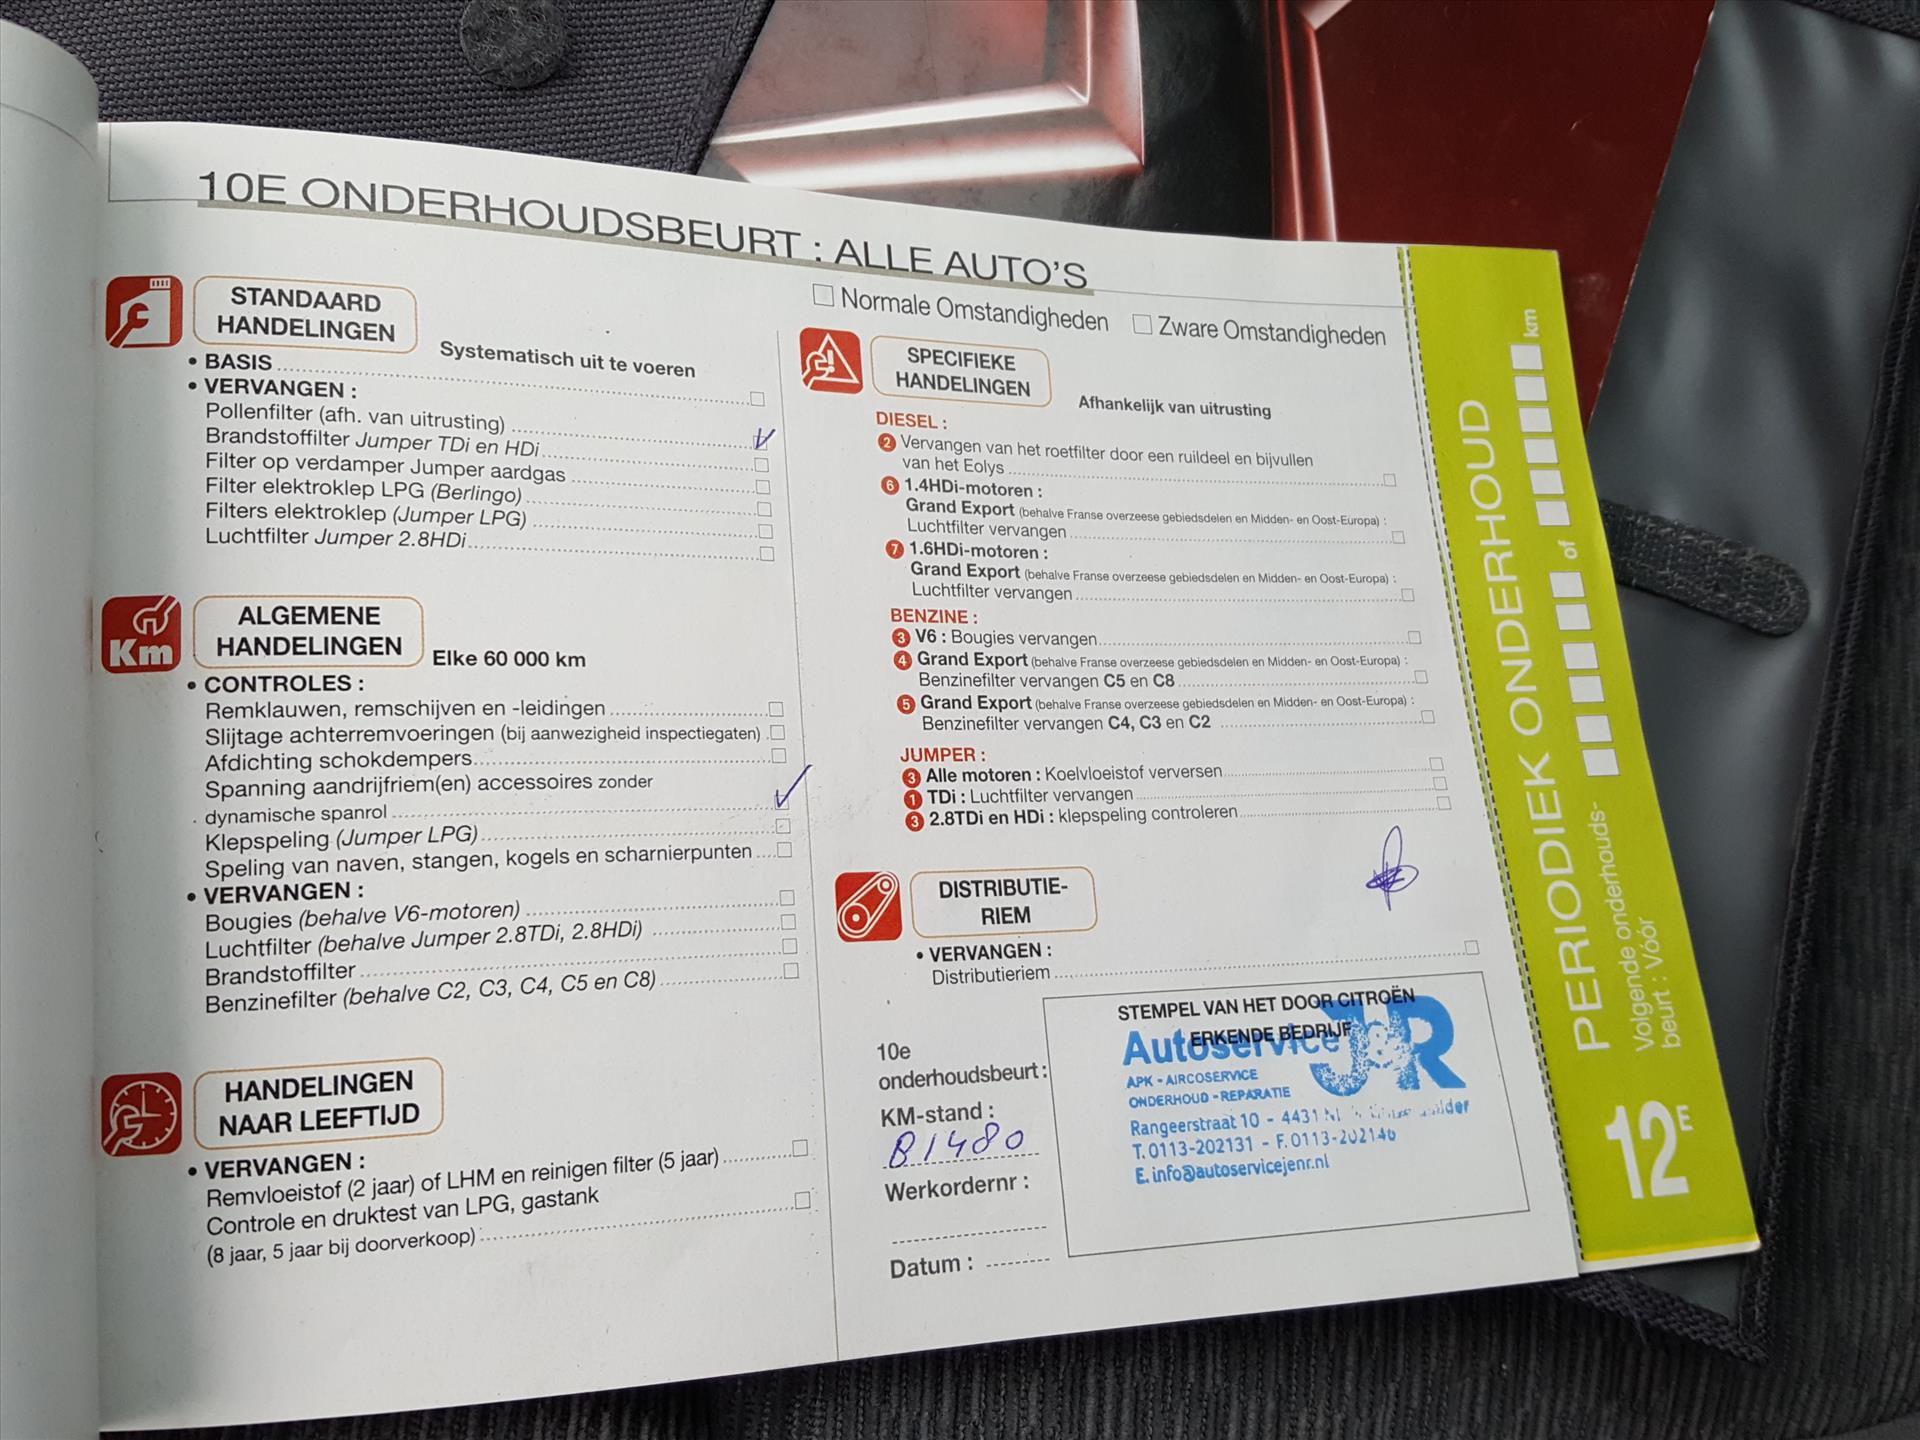 10E ONDERHOUDSBEURT : ALLE AUTO'S
STANDAARD
HANDELINGEN
Systematisch uit te voeren
• BASIS
• VERVANGEN :
Pollenfilter (afh. van uitrusting)
Brandstoffilter Jumper TDi en HDi
Filter op verdamper Jumper aardgas
Filter elektroklep LPG (Berlingo)
Filters elektroklep (Jumper LPG)
Luchtfilter Jumper 2.8HDi
Km
ALGEMENE
HANDELINGEN
Elke 60 000 km
• CONTROLES :
Remklauwen, remschijven en -leidingen
Slijtage achterremvoeringen (bij aanwezigheid inspectiegaten)
Afdichting schokdempers
Spanning aandrijfriem(en) accessoires zonder
dynamische spanrol
Klepspeling (Jumper LPG)
Speling van naven, stangen, kogels en scharnierpunten
• VERVANGEN :
Bougies (behalve V6-motoren)
Luchtfilter (behalve Jumper 2.8TDi, 2.8HDi)
Brandstoffilter
Benzinefilter (behalve C2, C3, C4, C5 en C8)
HANDELINGEN
NAAR LEEFTIJD
• VERVANGEN :
Remvloeistof (2 jaar) of LHM en reinigen filter (5 jaar)
Controle en druktest van LPG, gastank
(8 jaar, 5 jaar bij doorverkoop)
Normale Omstandigheden
Zware Omstandigheden
SPECIFIEKE
HANDELINGEN
Afhankelijk van uitrusting
DIESEL :
2 Vervangen van het roetfilter door een ruildeel en bijvullen
van het Eolys
6 1.4HDi-motoren :
Grand Export (behalve Franse overzeese gebiedsdelen en Midden- en Oost-Europa) :
Luchtfilter vervangen
7 1.6HDi-motoren :
Grand Export (behalve Franse overzeese gebiedsdelen en Midden- en Oost-Europa) :
Luchtfilter vervangen
BENZINE :
3 V6 : Bougies vervangen
4 Grand Export (behalve Franse overzeese gebiedsdelen en Midden- en Oost-Europa) :
Benzinefilter vervangen C5 en C8
5 Grand Export (behalve Franse overzeese gebiedsdelen en Midden- en Oost-Europa) :
Benzinefilter vervangen C4, C3 en C2
JUMPER :
3 Alle motoren : Koelvloeistof verversen
1 TDi : Luchtfilter vervangen
3 2.8TDi en HDi : klepspeling controleren
DISTRIBUTIE-
RIEM
• VERVANGEN :
Distributieriem
10e
onderhoudsbeurt :
KM-stand :
81480
Werkordernr :
Datum :
STEMPEL VAN HET DOOR CITROËN
ERKENDE BEDRIJF
Autoservice J&R
APK - AIRCOSERVICE
ONDERHOUD - REPARATIE
Rangeerstraat 10 - 4431
T. 0113-202131 - F. 0113-202146
E. info@autoservicejenr.nl
PERIODIEK ONDERHOUD
Volgende onderhouds-
beurt : Vóór
of
km
12E